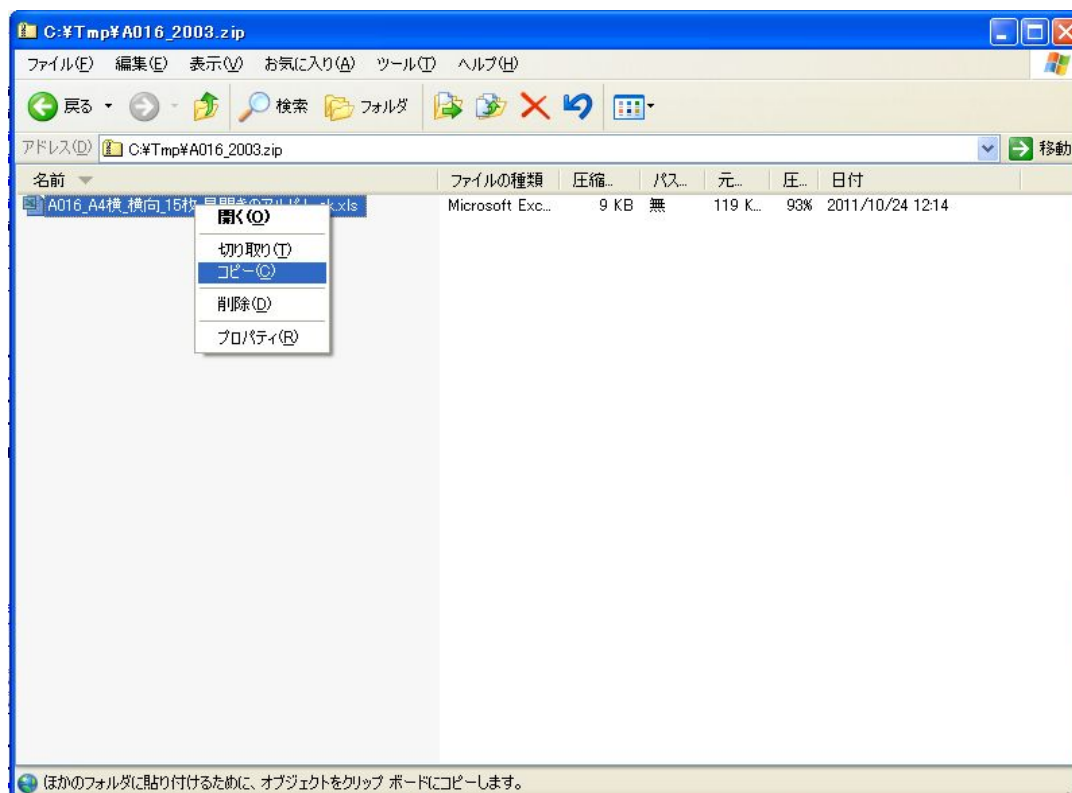 C:¥Tmp¥A016_2003.zip
ファイル(F) 編集(E) 表示(V) お気に入り(A) ツール(T) ヘルプ(H)
戻る 検索 フォルダ
アドレス(D) C:¥Tmp¥A016_2003.zip 移動
名前 ファイルの種類 圧縮... パス... 元... 圧... 日付
A016_A4横_横向_15枚 .xls Microsoft Exc... 9 KB 無 119 K... 93% 2011/10/24 12:14
開く(O)
切り取り(T)
コピー(C)
削除(D)
プロパティ(R)
ほかのフォルダに貼り付けるために、オブジェクトをクリップ ボードにコピーします。